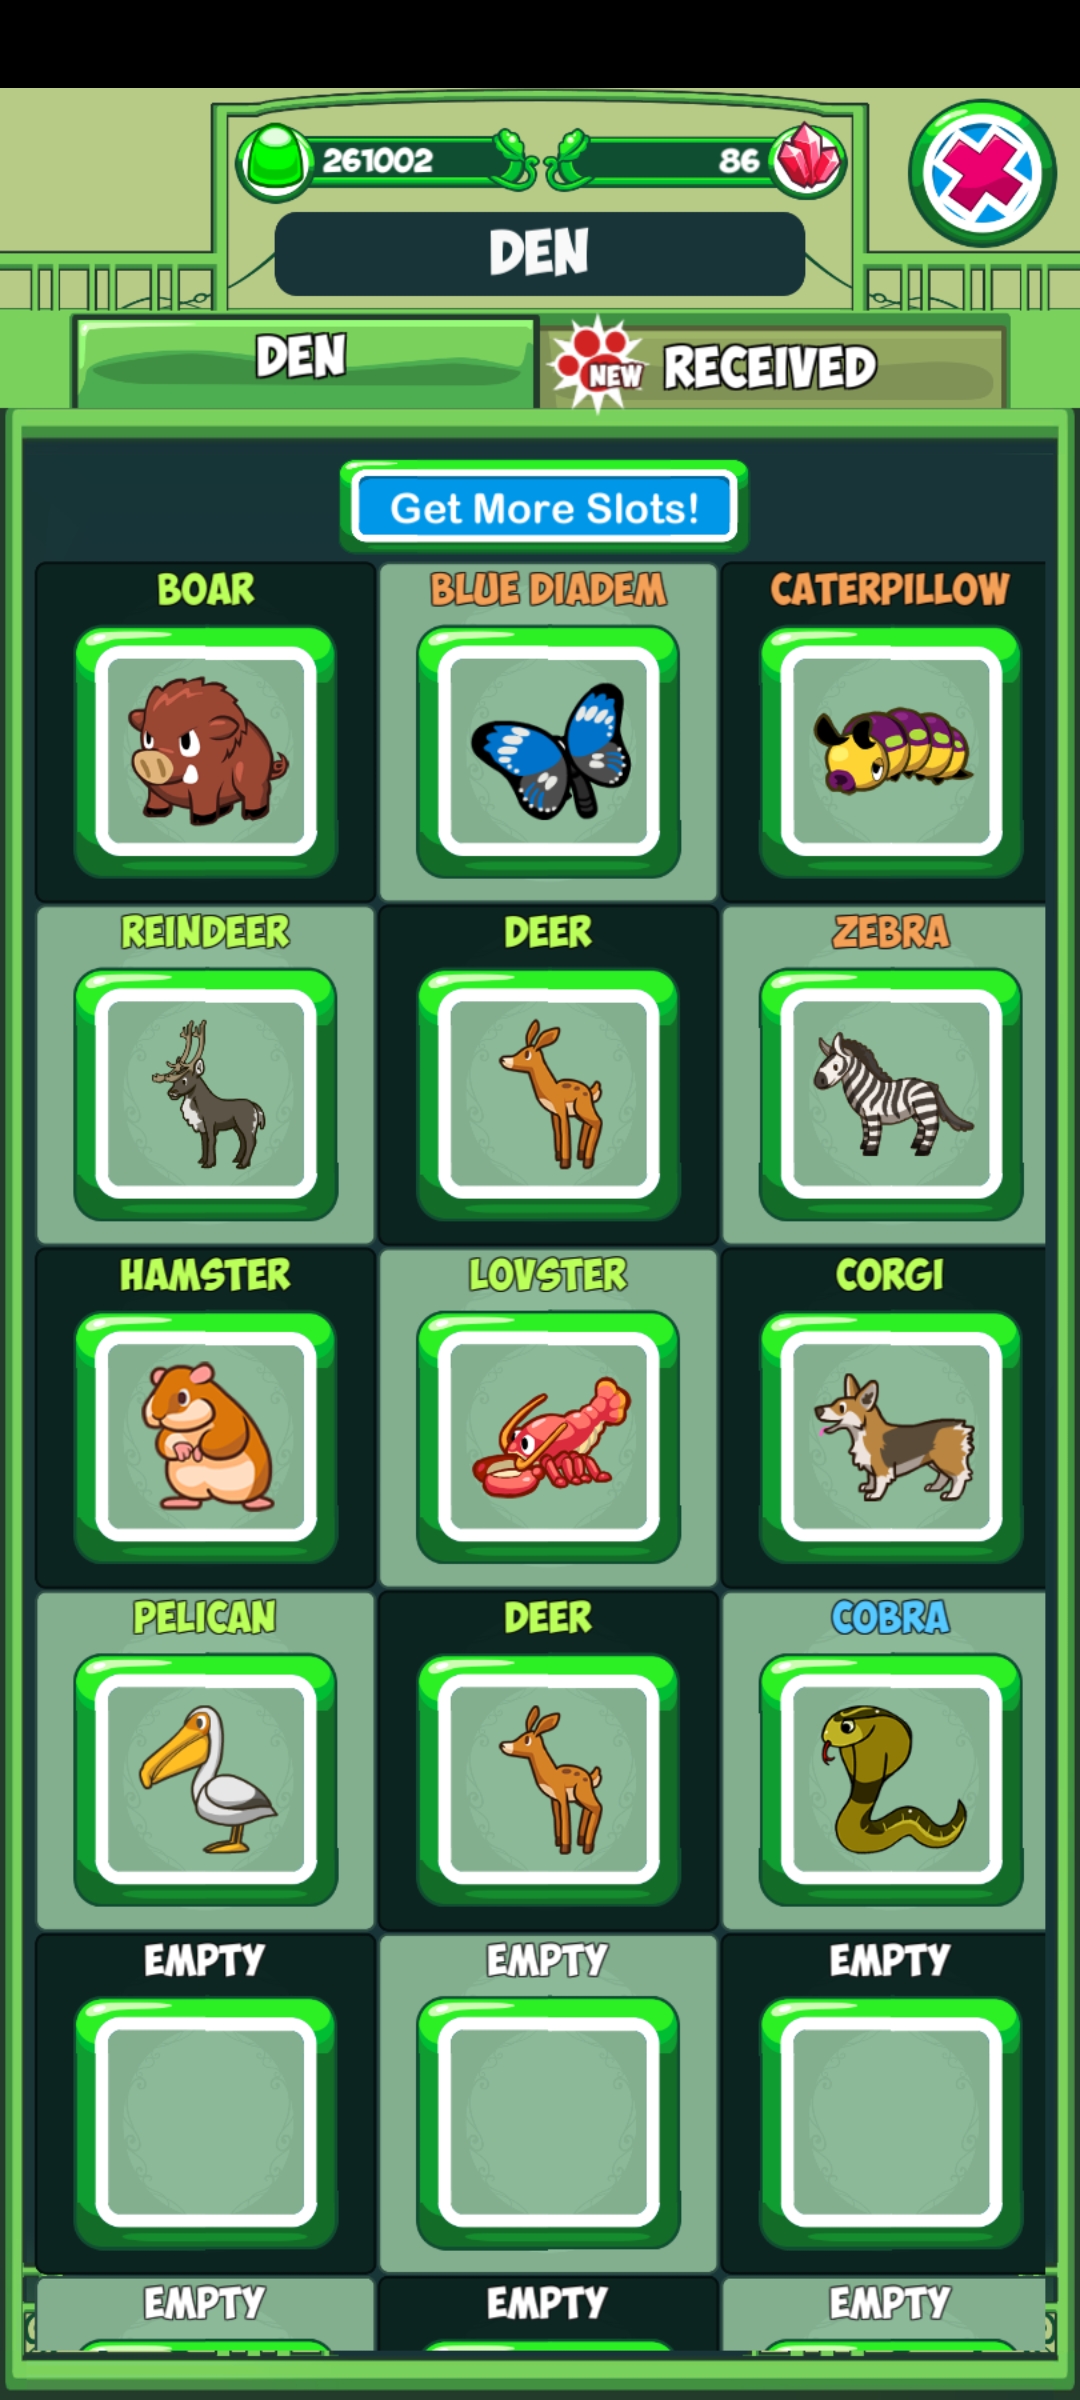 261002
86
DEN
DEN
NEW
RECEIVED
Get More Slots!
BOAR
BLUE DIADEM
CATERPILLOW
REINDEER
DEER
ZEBRA
HAMSTER
LOVSTER
CORGI
PELICAN
DEER
COBRA
EMPTY
EMPTY
EMPTY
EMPTY
EMPTY
EMPTY